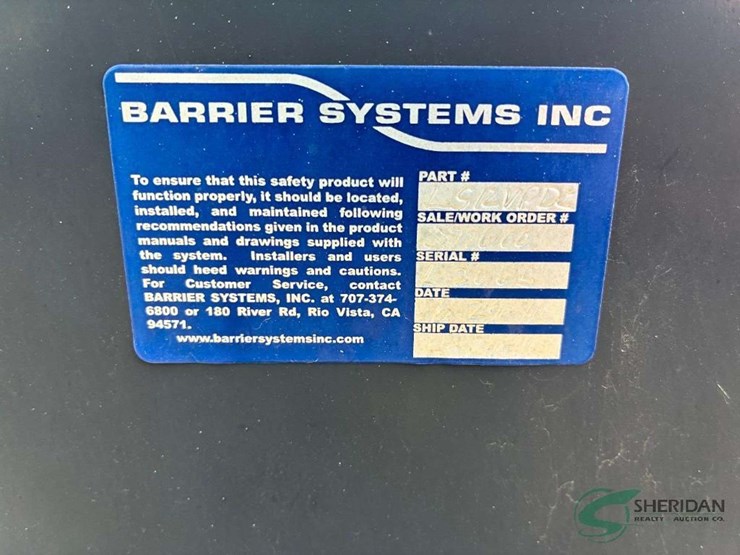 BARRIER SYSTEMS INC
To ensure that this safety product will
function properly, it should be located,
installed, and maintained following
recommendations given in the product
manuals and drawings supplied with
the system. Installers and users
should heed warnings and cautions.
For Customer Service, contact
BARRIER SYSTEMS, INC. at 707-374-
6800 or 180 River Rd, Rio Vista, CA
94571.
www.barriersystemsinc.com
PART #
SALE/WORK ORDER #
SERIAL #
DATE
SHIP DATE
SHERIDAN
REALTY & AUCTION CO.